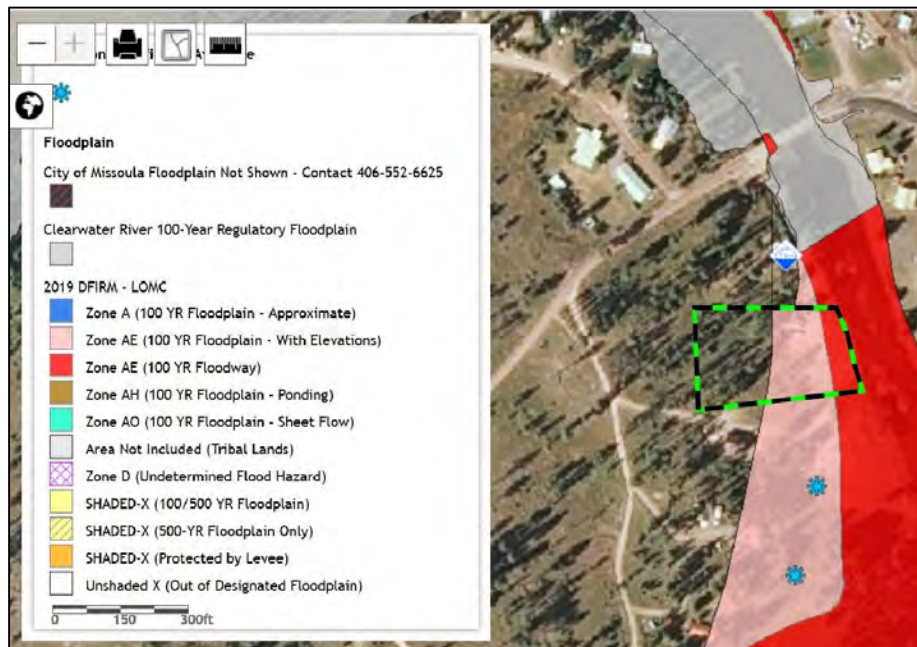 Floodplain
City of Missoula Floodplain Not Shown - Contact 406-552-6625
Clearwater River 100-Year Regulatory Floodplain
2019 DFIRM - LOMC
Zone A (100 YR Floodplain - Approximate)
Zone AE (100 YR Floodplain - With Elevations)
Zone AE (100 YR Floodway)
Zone AH (100 YR Floodplain - Ponding)
Zone AO (100 YR Floodplain - Sheet Flow)
Area Not Included (Tribal Lands)
Zone D (Undetermined Flood Hazard)
SHADED-X (100/500 YR Floodplain)
SHADED-X (500-YR Floodplain Only)
SHADED-X (Protected by Levee)
Unshaded X (Out of Designated Floodplain)
0 150 300ft